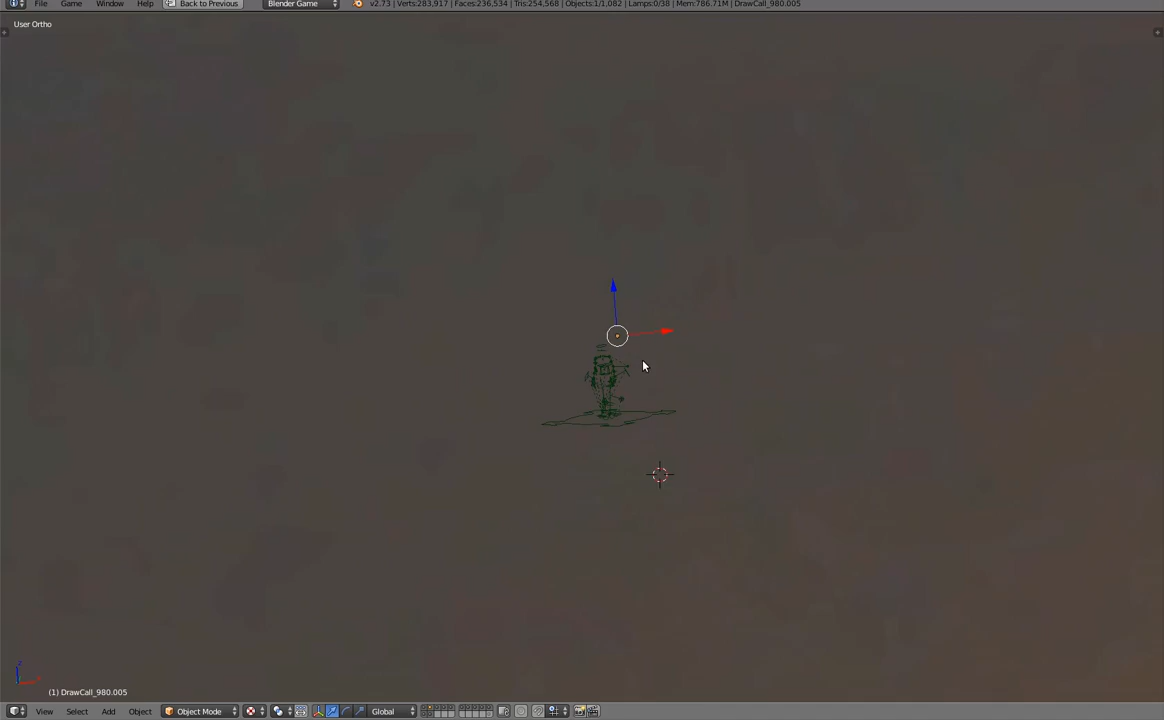 File Game Window Help Back to Previous Blender Game v2.73 | Verts:283,917 | Faces:236,534 | Tris:254,568 | Objects:1/1,082 | Lamps:0/38 | Mem:786.71M | DrawCall_980.005
User Ortho
z
x
(1) DrawCall_980.005
View Select Add Object Object Mode Global